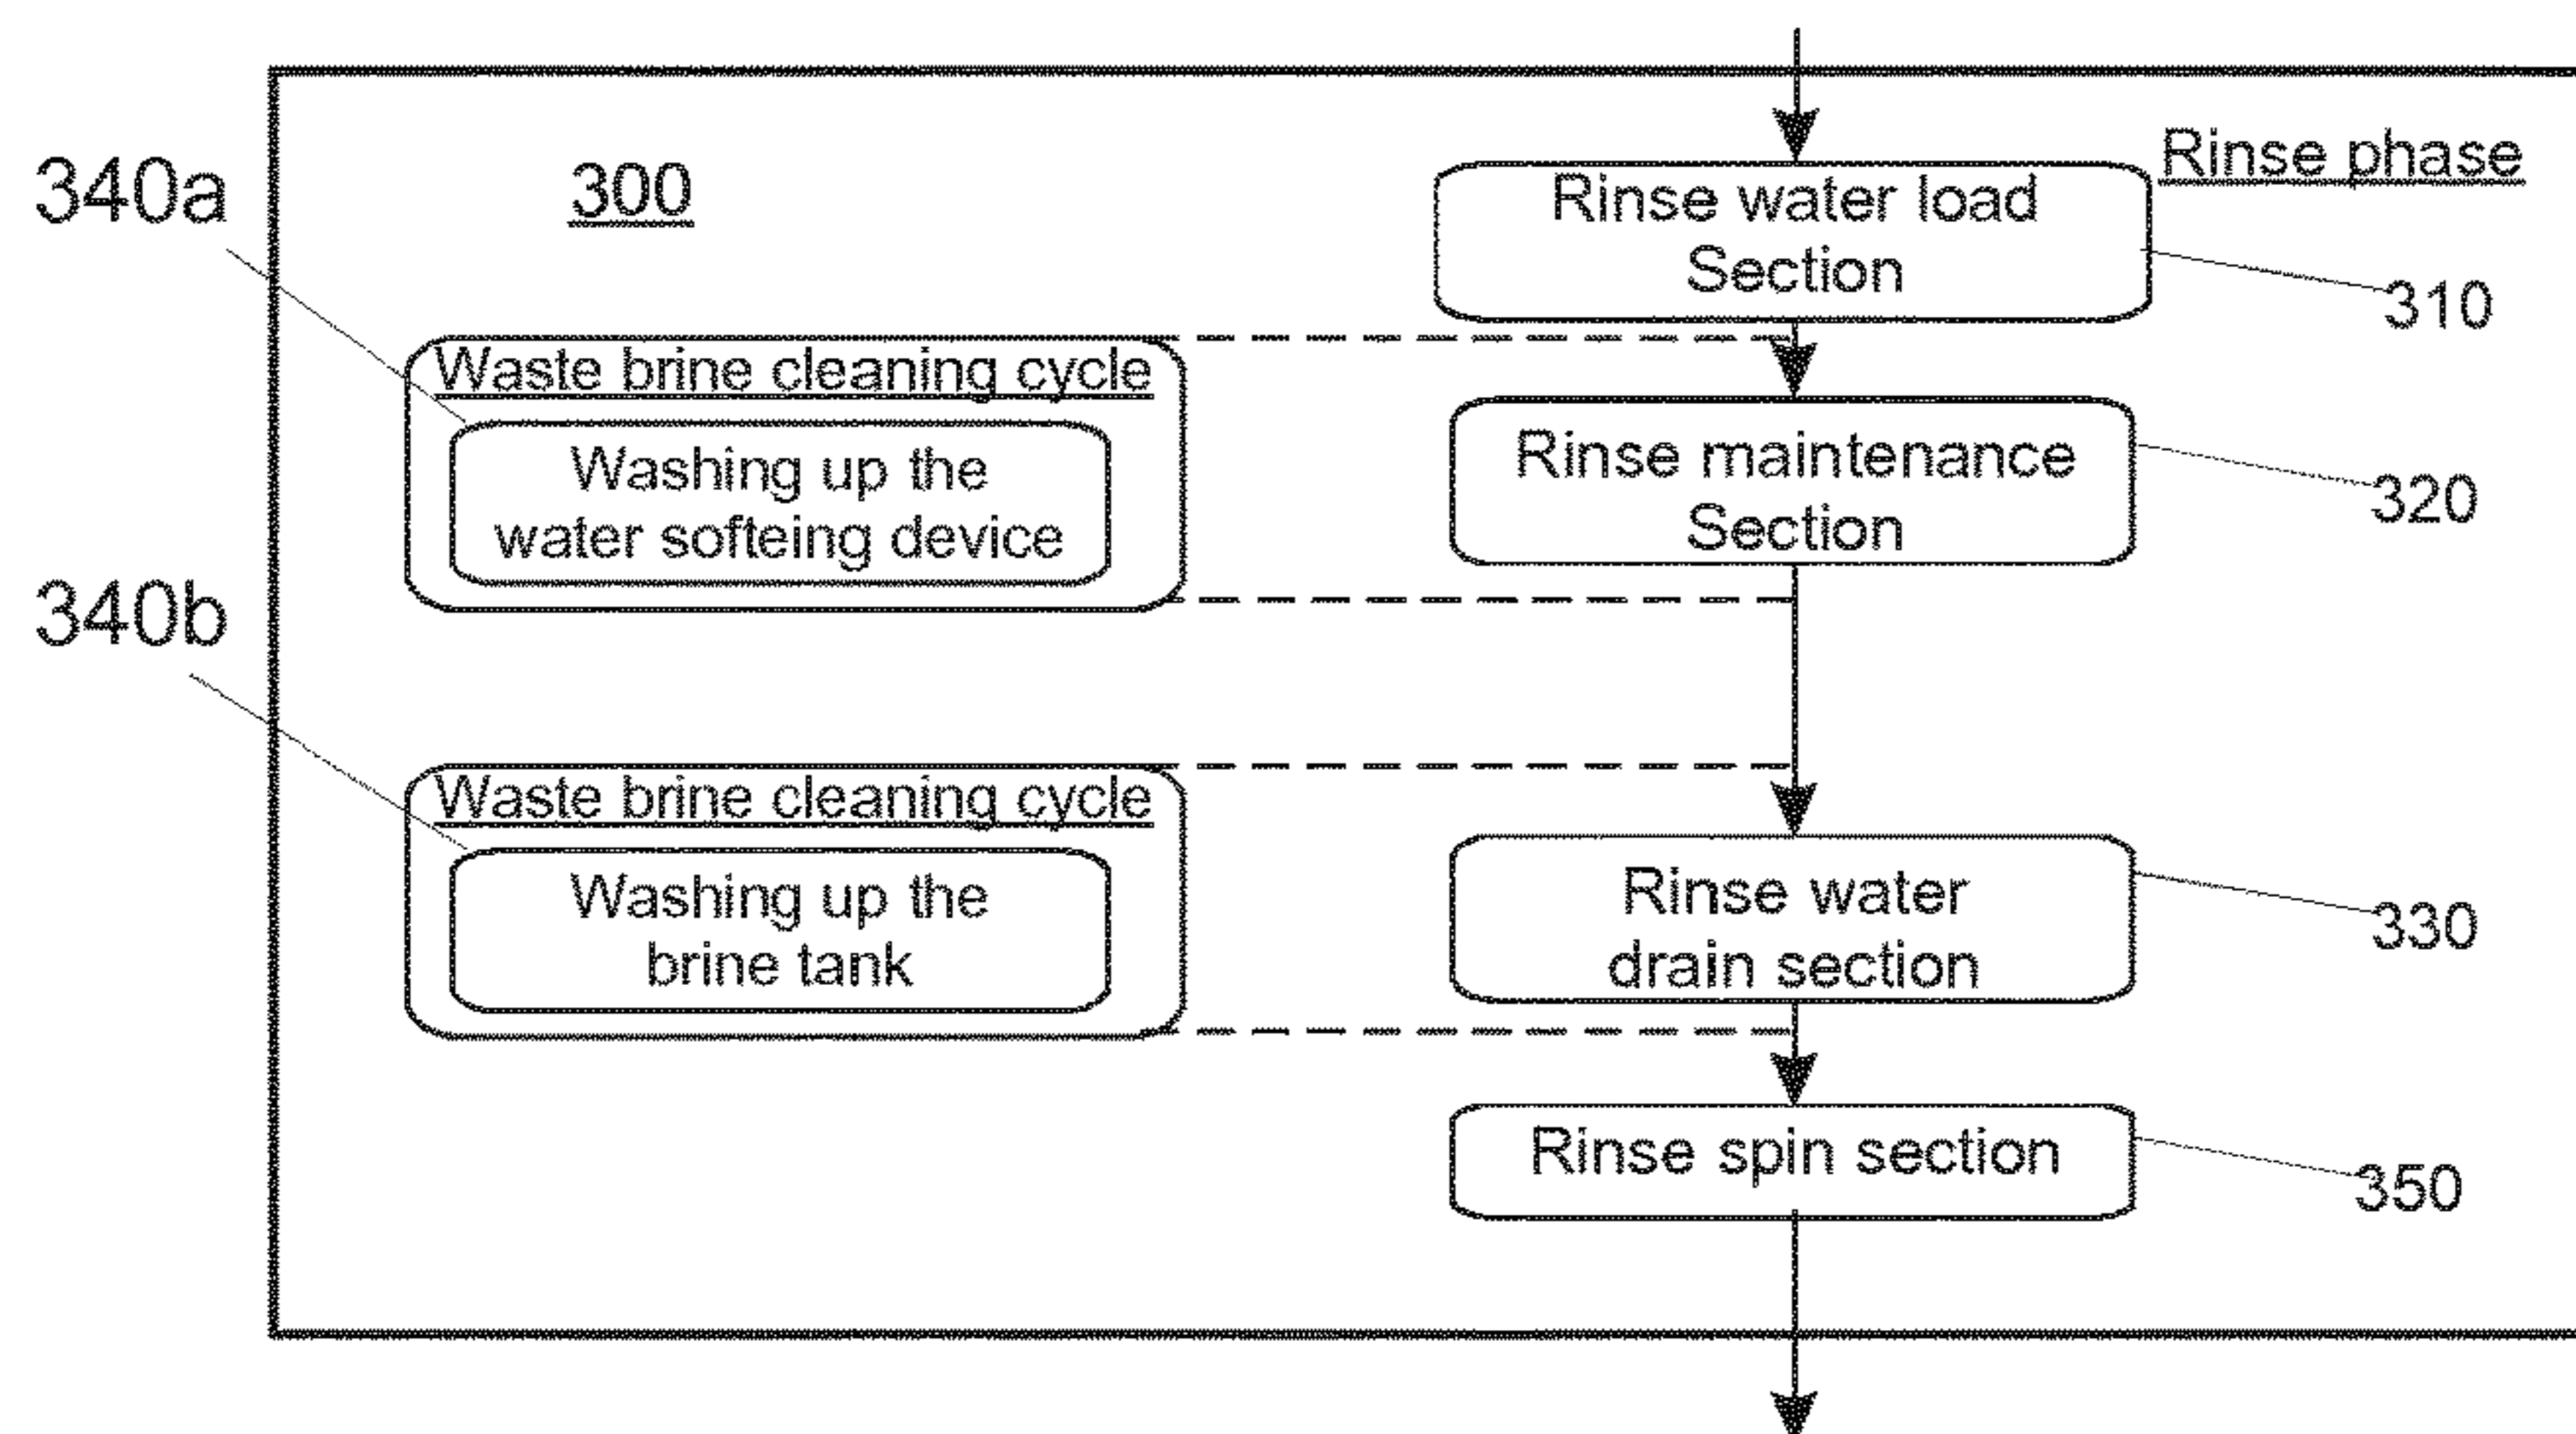 340a
300
Rinse phase
Rinse water load
Section
310
Waste brine cleaning cycle
Washing up the
water softeing device
Rinse maintenance
Section
320
340b
Waste brine cleaning cycle
Washing up the
brine tank
Rinse water
drain section
330
Rinse spin section
350